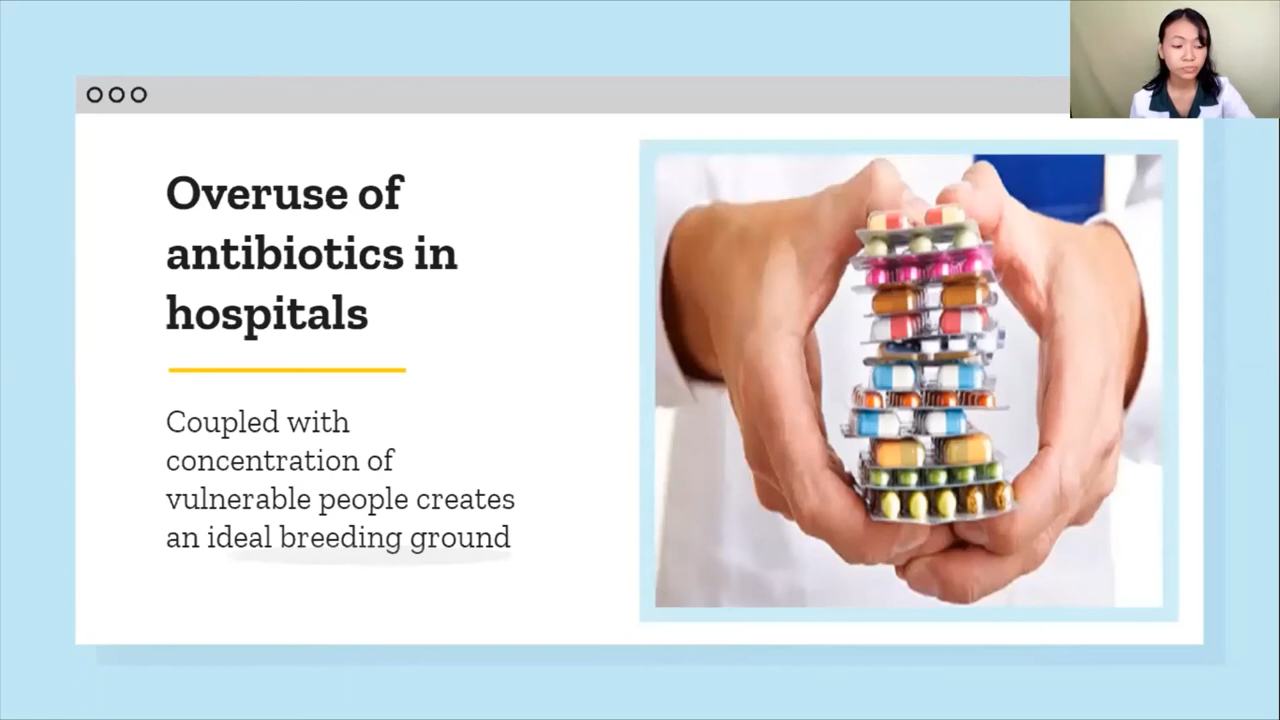 Overuse of
antibiotics in
hospitals
Coupled with
concentration of
vulnerable people creates
an ideal breeding ground